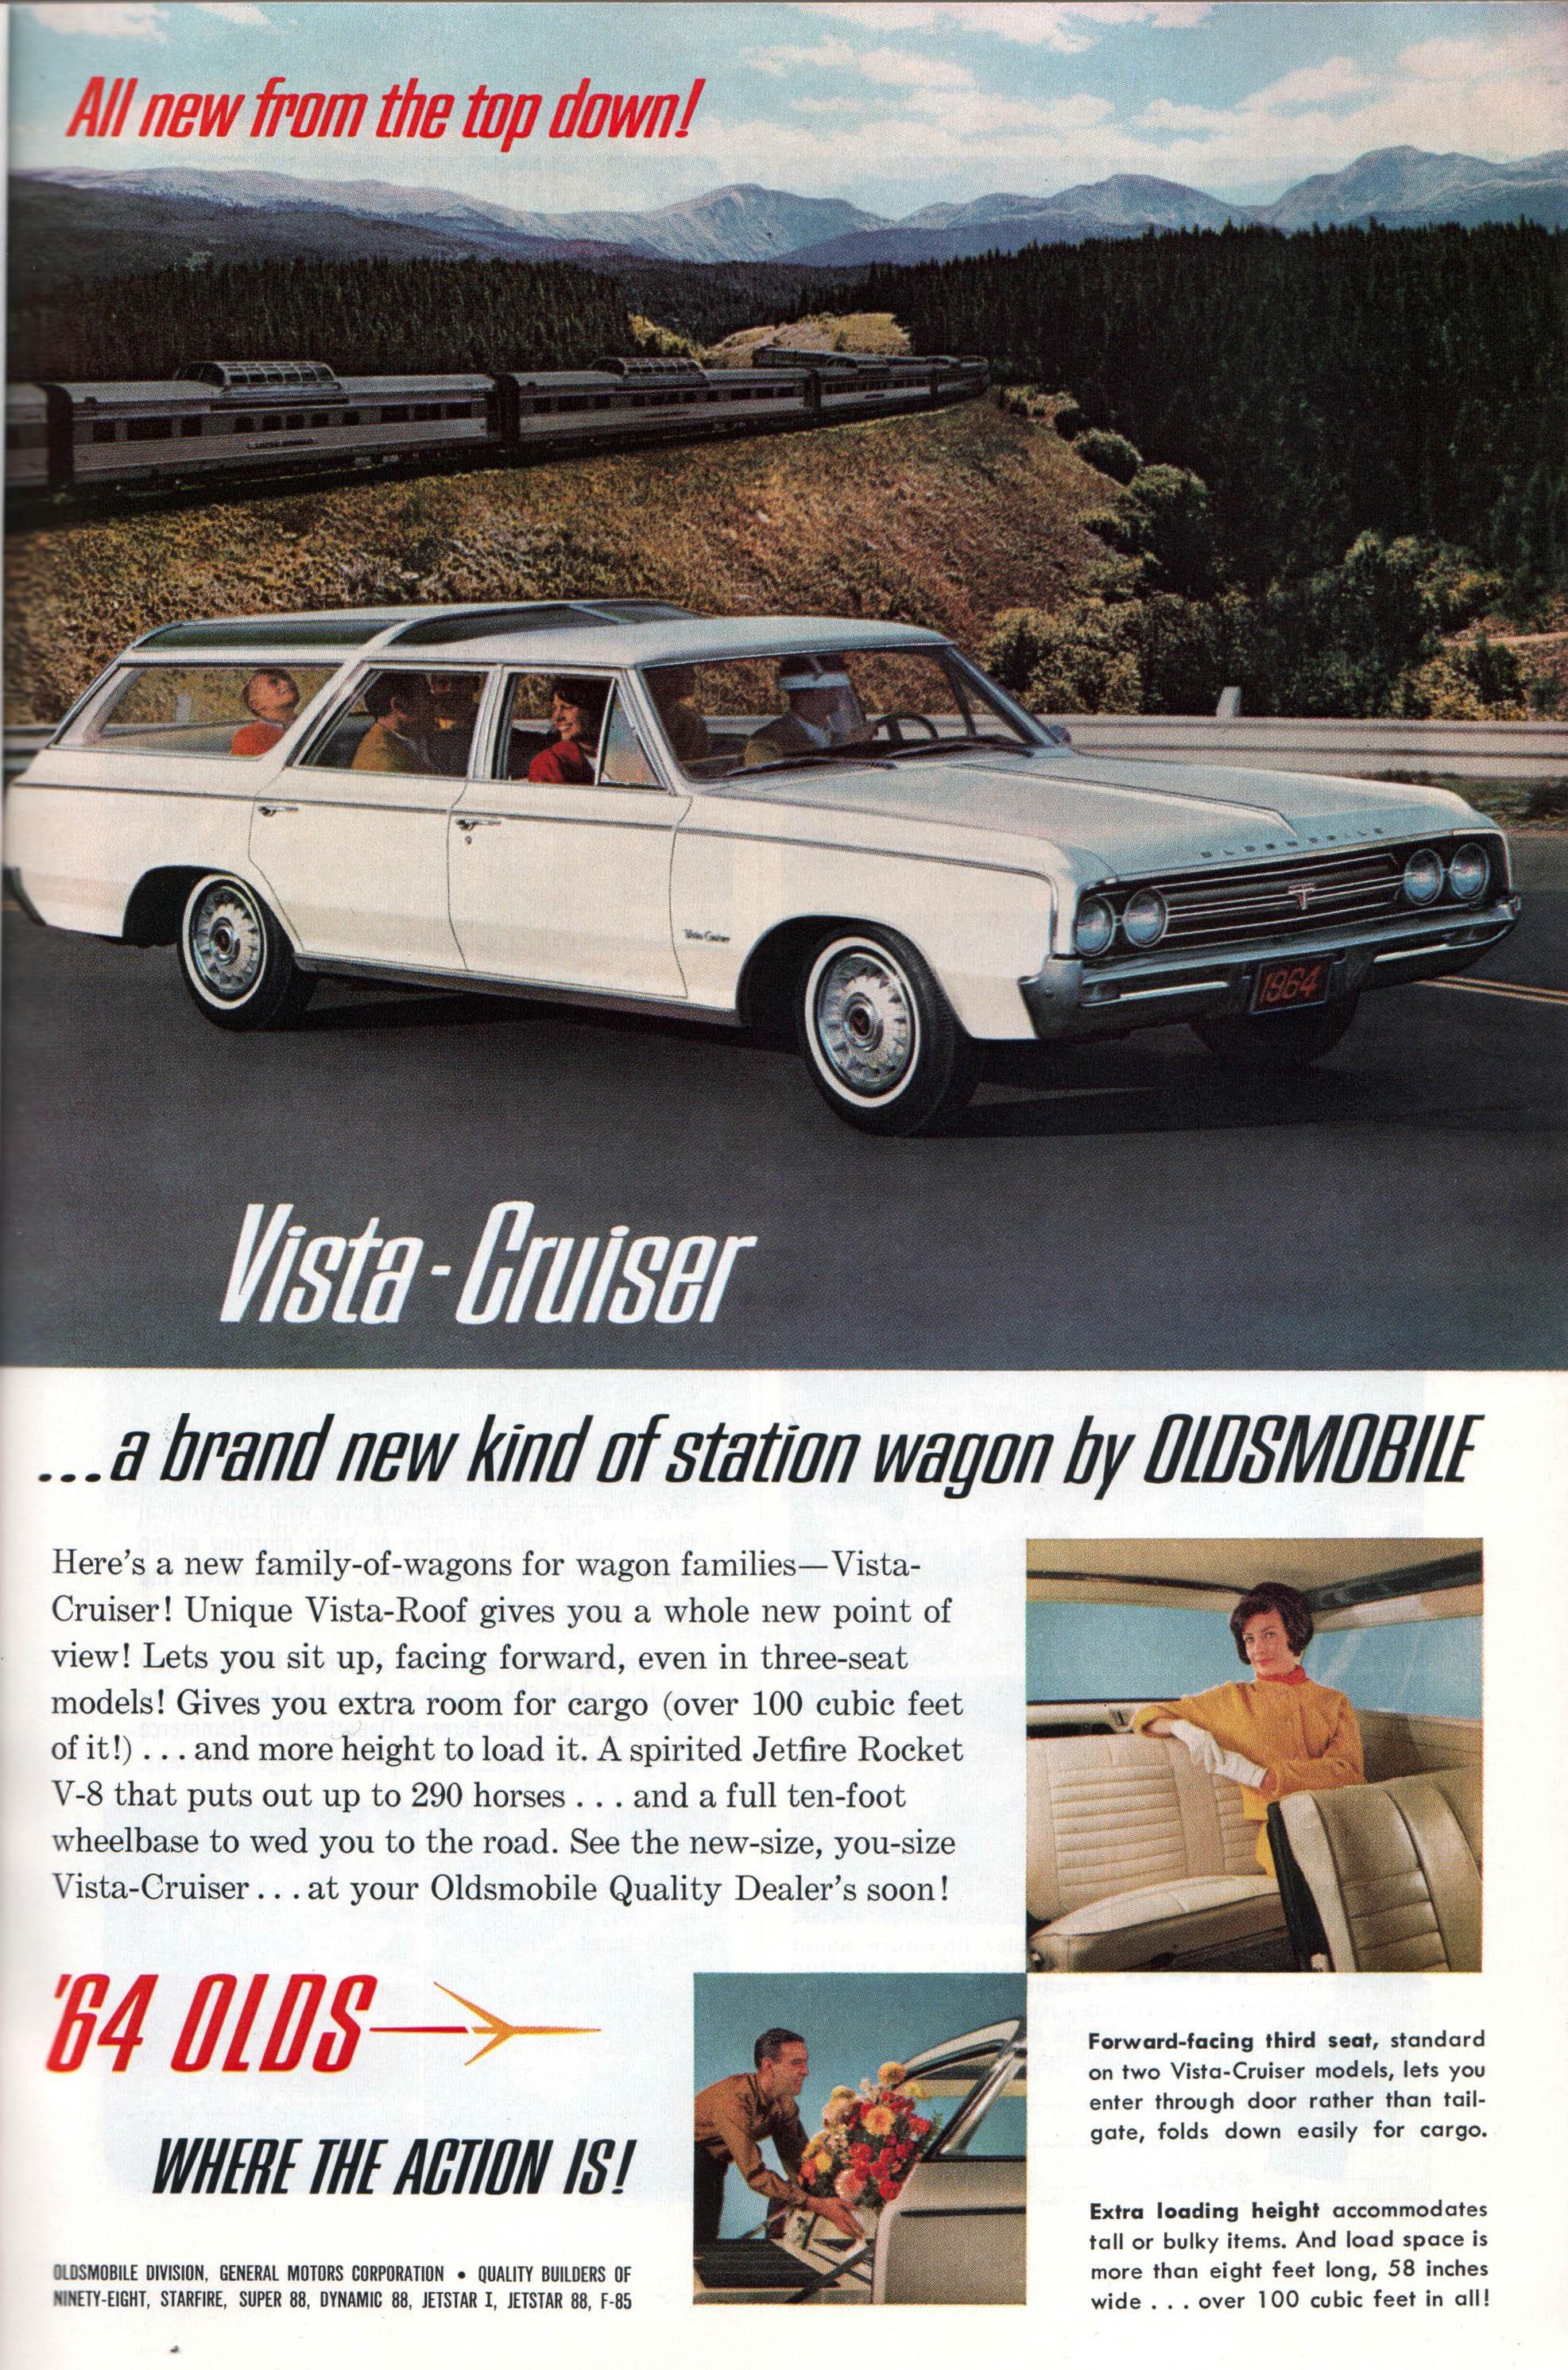 All new from the top down!
OLDSMOBILE
Vista-Cruiser
1964
Vista-Cruiser
...a brand new kind of station wagon by OLDSMOBILE
Here's a new family-of-wagons for wagon families—Vista-
Cruiser! Unique Vista-Roof gives you a whole new point of
view! Lets you sit up, facing forward, even in three-seat
models! Gives you extra room for cargo (over 100 cubic feet
of it!) ... and more height to load it. A spirited Jetfire Rocket
V-8 that puts out up to 290 horses ... and a full ten-foot
wheelbase to wed you to the road. See the new-size, you-size
Vista-Cruiser ... at your Oldsmobile Quality Dealer's soon!
'64 OLDS
WHERE THE ACTION IS!
OLDSMOBILE DIVISION, GENERAL MOTORS CORPORATION • QUALITY BUILDERS OF
NINETY-EIGHT, STARFIRE, SUPER 88, DYNAMIC 88, JETSTAR I, JETSTAR 88, F-85
Forward-facing third seat, standard
on two Vista-Cruiser models, lets you
enter through door rather than tail-
gate, folds down easily for cargo.
Extra loading height accommodates
tall or bulky items. And load space is
more than eight feet long, 58 inches
wide ... over 100 cubic feet in all!